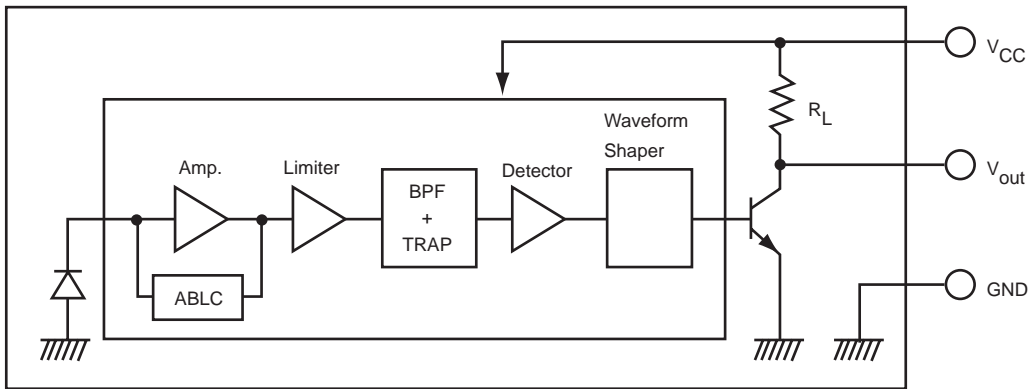 V_CC
Waveform
Shaper
R_L
Amp.
Limiter
Detector
V_out
BPF
+
TRAP
ABLC
GND